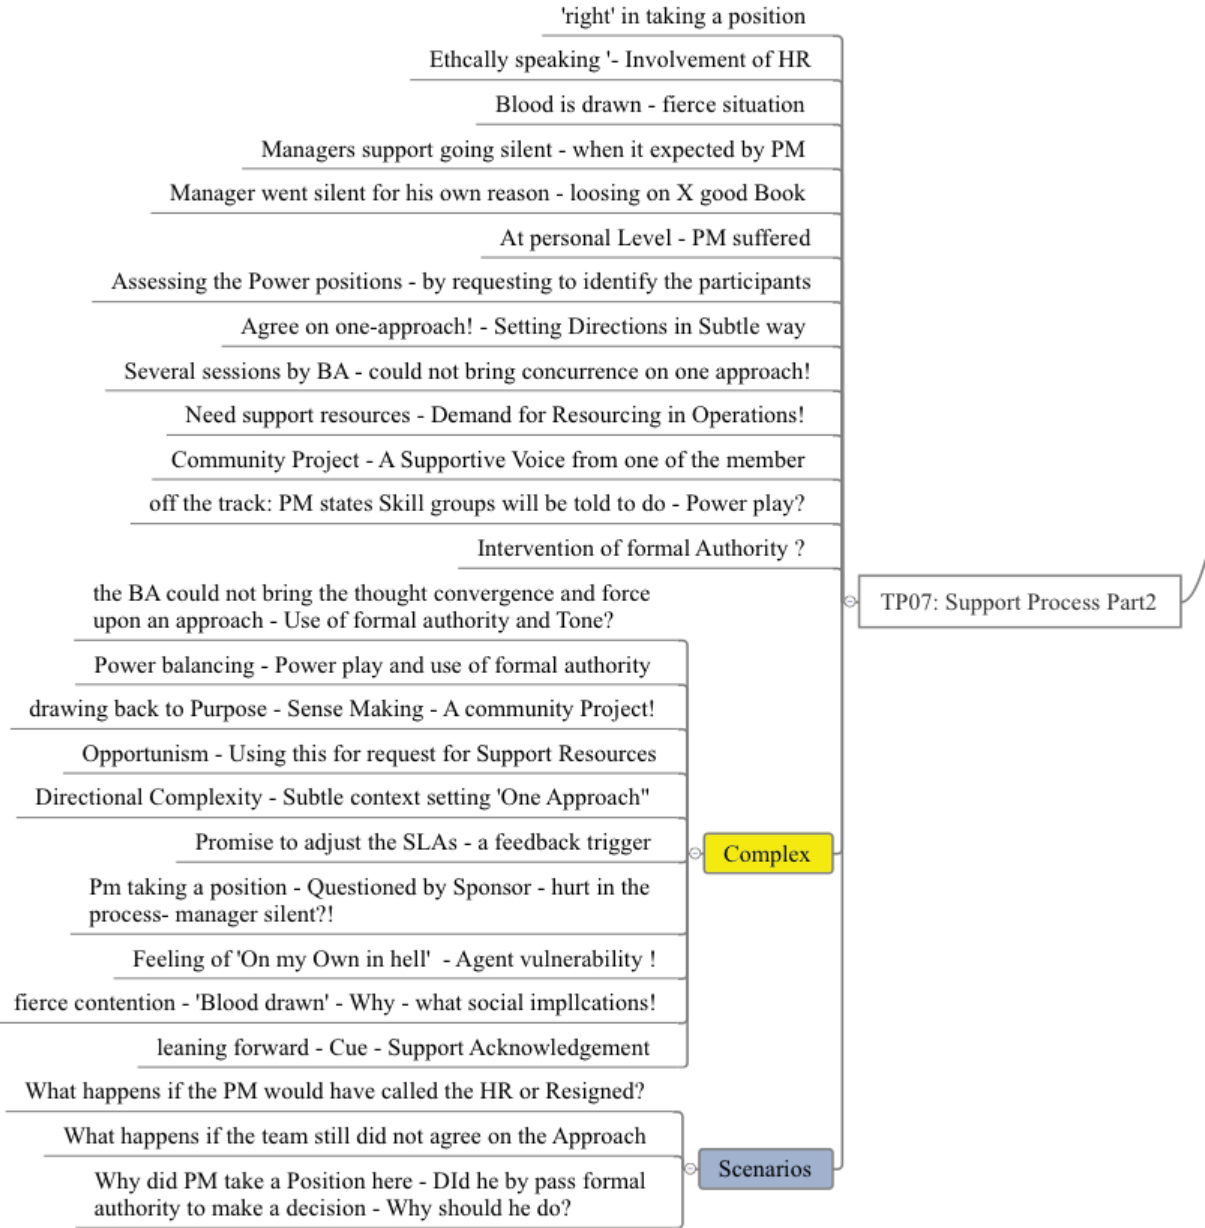 'right' in taking a position
Ethcally speaking '- Involvement of HR
Blood is drawn - fierce situation
Managers support going silent - when it expected by PM
Manager went silent for his own reason - loosing on X good Book
At personal Level - PM suffered
Assessing the Power positions - by requesting to identify the participants
Agree on one-approach! - Setting Directions in Subtle way
Several sessions by BA - could not bring concurrence on one approach!
Need support resources - Demand for Resourcing in Operations!
Community Project - A Supportive Voice from one of the member
off the track: PM states Skill groups will be told to do - Power play?
Intervention of formal Authority ?
the BA could not bring the thought convergence and force
upon an approach - Use of formal authority and Tone?
Power balancing - Power play and use of formal authority
drawing back to Purpose - Sense Making - A community Project!
Opportunism - Using this for request for Support Resources
Directional Complexity - Subtle context setting 'One Approach"
Promise to adjust the SLAs - a feedback trigger
Pm taking a position - Questioned by Sponsor - hurt in the
process- manager silent?!
Feeling of 'On my Own in hell'  - Agent vulnerability !
fierce contention - 'Blood drawn' - Why - what social impllcations!
leaning forward - Cue - Support Acknowledgement
Complex
What happens if the PM would have called the HR or Resigned?
What happens if the team still did not agree on the Approach
Why did PM take a Position here - DId he by pass formal
authority to make a decision - Why should he do?
Scenarios
TP07: Support Process Part2